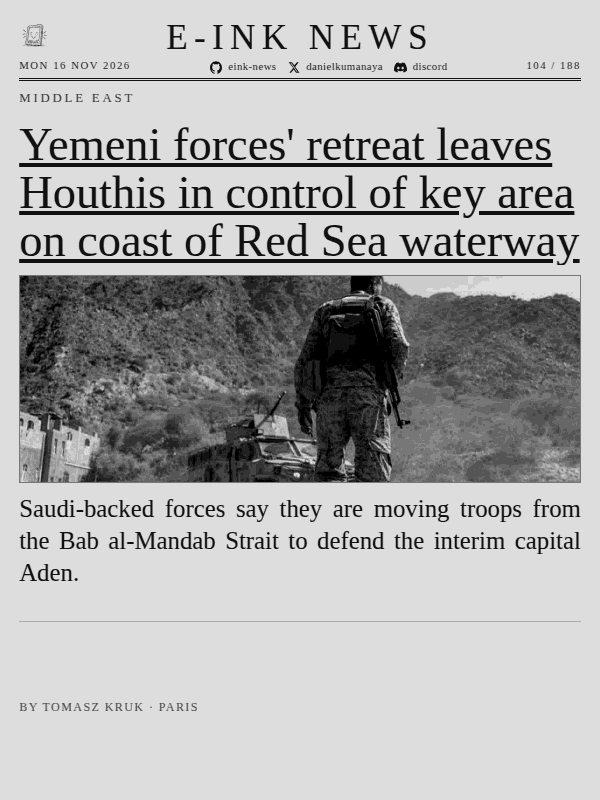 E-INK NEWS
MON 16 NOV 2026
eink-news
danielkumanaya
discord
104 / 188
MIDDLE EAST
Yemeni forces' retreat leaves
Houthis in control of key area
on coast of Red Sea waterway
Saudi-backed forces say they are moving troops from
the Bab al-Mandab Strait to defend the interim capital
Aden.
BY TOMASZ KRUK · PARIS